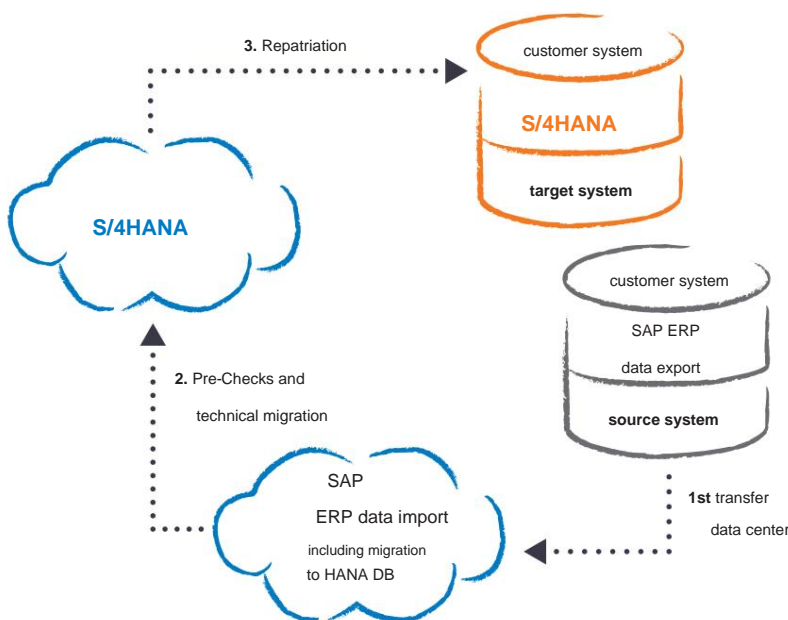 3. Repatriation
customer system
S/4HANA
target system
S/4HANA
customer system
SAP ERP
data export
source system
2. Pre-Checks and
technical migration
SAP
ERP data import
including migration
to HANA DB
1st transfer
data center